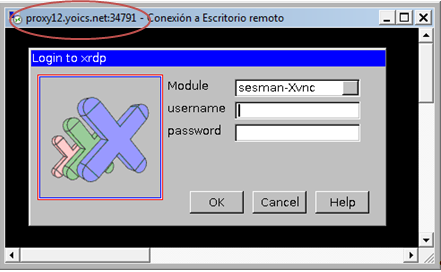 proxy12.yoics.net:34791 - Conexión a Escritorio remoto
Login to xrdp
Module sesman-Xvnc
username
password
OK Cancel Help